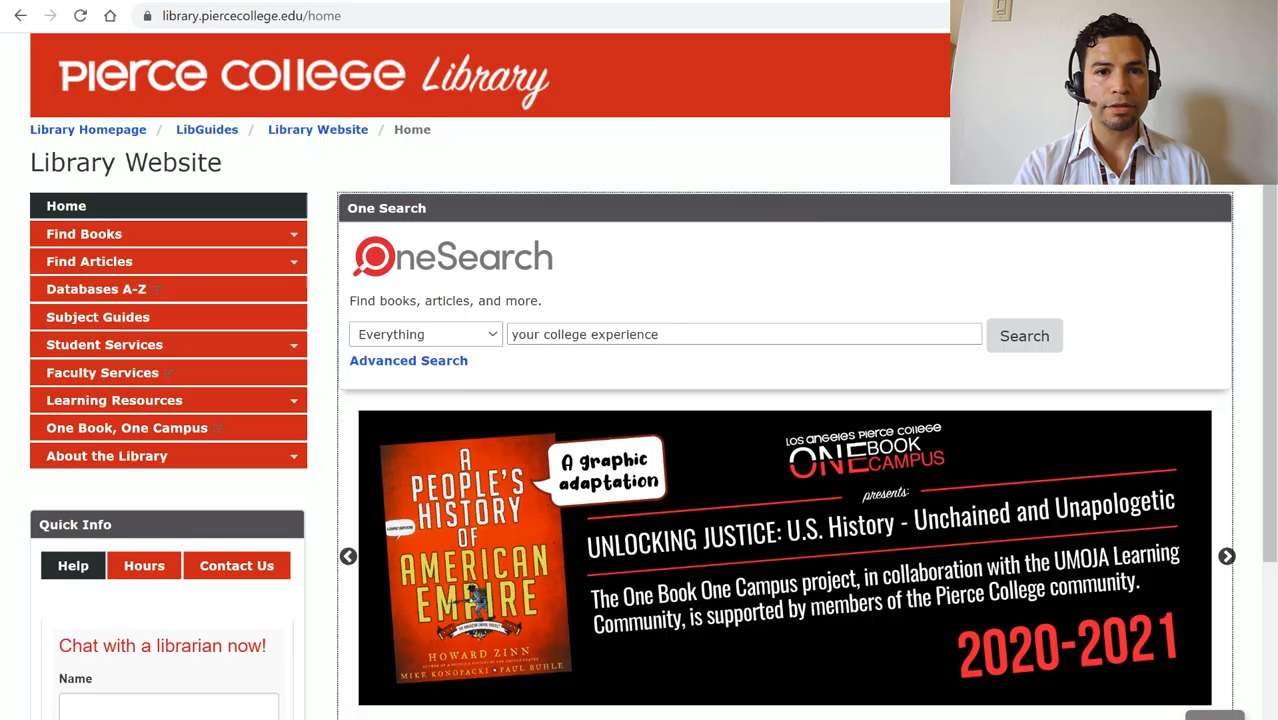 library.piercecollege.edu/home
PIERCE COLLEGE Library
Library Homepage / LibGuides / Library Website / Home
Library Website
Home
Find Books
Find Articles
Databases A-Z
Subject Guides
Student Services
Faculty Services
Learning Resources
One Book, One Campus
About the Library
Quick Info
Help
Hours
Contact Us
Chat with a librarian now!
Name
One Search
OneSearch
Find books, articles, and more.
Everything
your college experience
Search
Advanced Search
A
PEOPLE'S
HISTORY
OF
AMERICAN
EMPIRE
HOWARD ZINN
MIKE KONOPACKI • PAUL BUHLE
A graphic
adaptation
LOS ANGELES PIERCE COLLEGE
ONE BOOK
CAMPUS
presents:
UNLOCKING JUSTICE: U.S. History - Unchained and Unapologetic
The One Book One Campus project, in collaboration with the UMOJA Learning
Community, is supported by members of the Pierce College community.
2020-2021